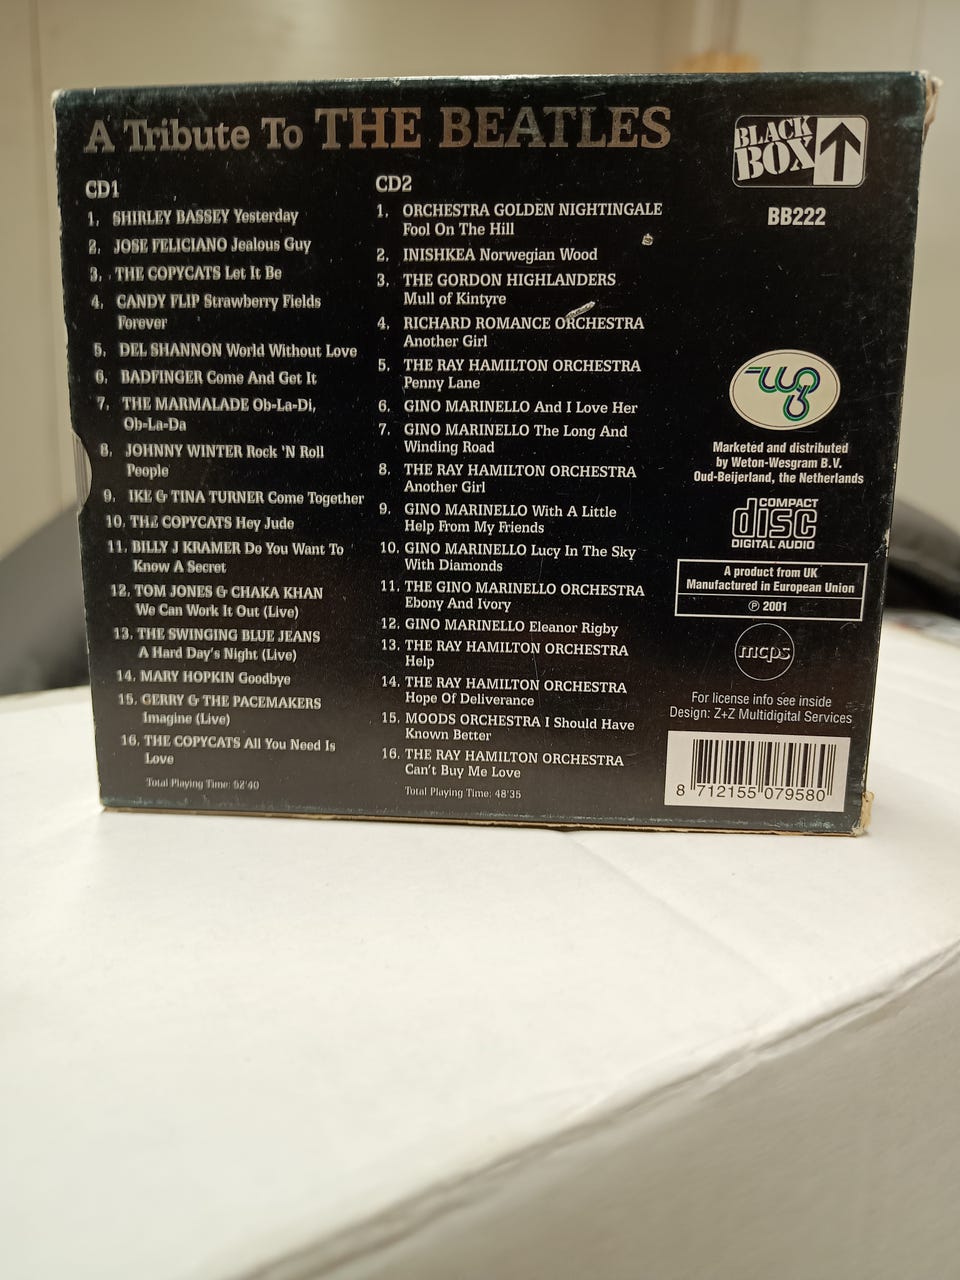 A Tribute To THE BEATLES
CD1
1. SHIRLEY BASSEY Yesterday
2. JOSE FELICIANO Jealous Guy
3. THE COPYCATS Let It Be
4. CANDY FLIP Strawberry Fields
Forever
5. DEL SHANNON World Without Love
6. BADFINGER Come And Get It
7. THE MARMALADE Ob-La-Di,
Ob-La-Da
8. JOHNNY WINTER Rock 'N Roll
People
9. IKE & TINA TURNER Come Together
10. THE COPYCATS Hey Jude
11. BILLY J KRAMER Do You Want To
Know A Secret
12. TOM JONES & CHAKA KHAN
We Can Work It Out (Live)
13. THE SWINGING BLUE JEANS
A Hard Day's Night (Live)
14. MARY HOPKIN Goodbye
15. GERRY & THE PACEMAKERS
Imagine (Live)
16. THE COPYCATS All You Need Is
Love
Total Playing Time: 52'40
CD2
1. ORCHESTRA GOLDEN NIGHTINGALE
Fool On The Hill
2. INISHKEA Norwegian Wood
3. THE GORDON HIGHLANDERS
Mull of Kintyre
4. RICHARD ROMANCE ORCHESTRA
Another Girl
5. THE RAY HAMILTON ORCHESTRA
Penny Lane
6. GINO MARINELLO And I Love Her
7. GINO MARINELLO The Long And
Winding Road
8. THE RAY HAMILTON ORCHESTRA
Another Girl
9. GINO MARINELLO With A Little
Help From My Friends
10. GINO MARINELLO Lucy In The Sky
With Diamonds
11. THE GINO MARINELLO ORCHESTRA
Ebony And Ivory
12. GINO MARINELLO Eleanor Rigby
13. THE RAY HAMILTON ORCHESTRA
Help
14. THE RAY HAMILTON ORCHESTRA
Hope Of Deliverance
15. MOODS ORCHESTRA I Should Have
Known Better
16. THE RAY HAMILTON ORCHESTRA
Can't Buy Me Love
Total Playing Time: 48'35
BLACK
BOX
BB222
Marketed and distributed
by Weton-Wesgram B.V.
Oud-Beijerland, the Netherlands
COMPACT
disc
DIGITAL AUDIO
A product from UK
Manufactured in European Union
℗ 2001
mcps
For license info see inside
Design: Z+Z Multidigital Services
8 712155 079580